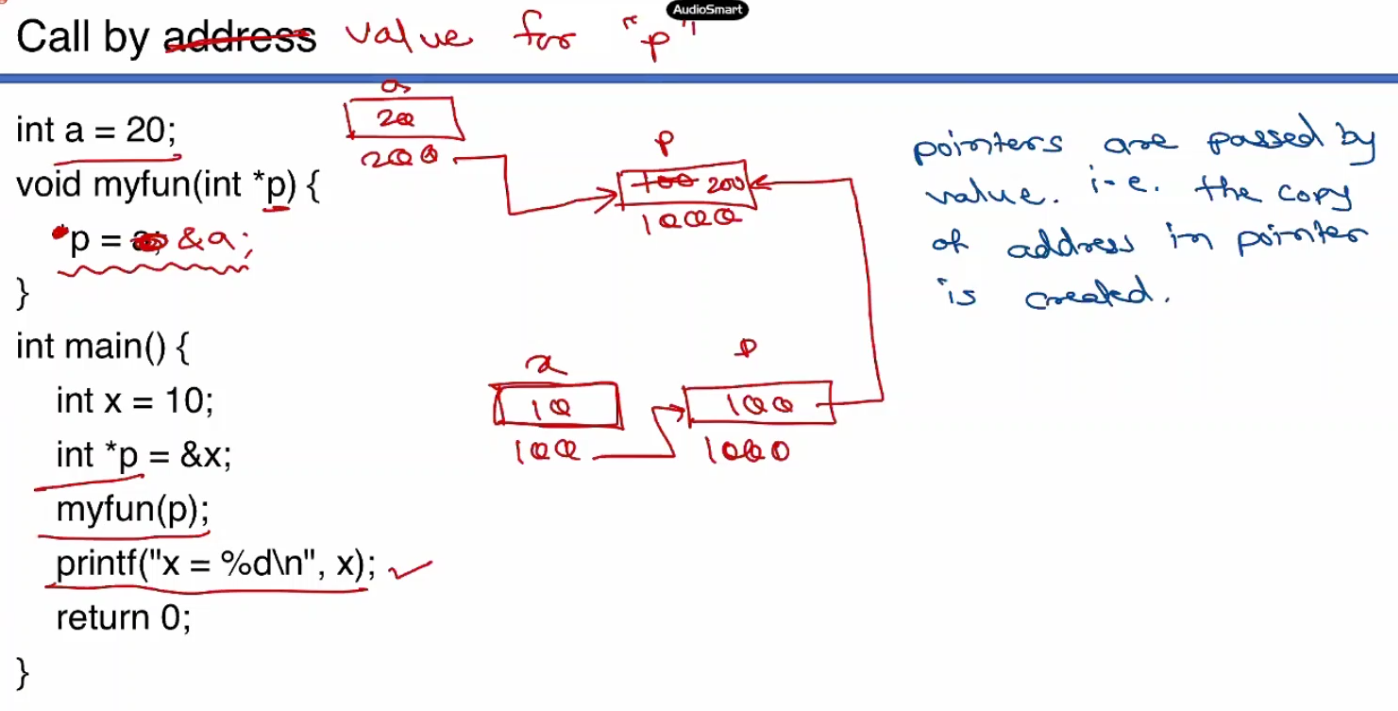 AudioSmart
Call by address value for "p"
int a = 20;
void myfun(int *p) {
*p = &a;
}
int main() {
int x = 10;
int *p = &x;
myfun(p);
printf("x = %d\n", x);
return 0;
}
a
20
200
p
100 200
1000
x
10
100
p
100
1000
pointers are passed by
value. i-e. the copy
of address in pointer
is created.